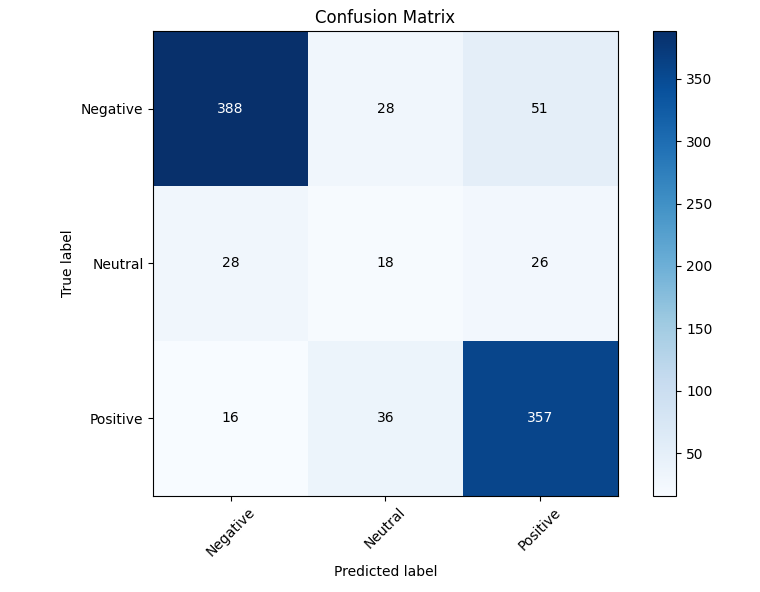 Confusion Matrix
Negative 388 28 51
Neutral 28 18 26
Positive 16 36 357
Negative Neutral Positive
Predicted label
True label
350
300
250
200
150
100
50